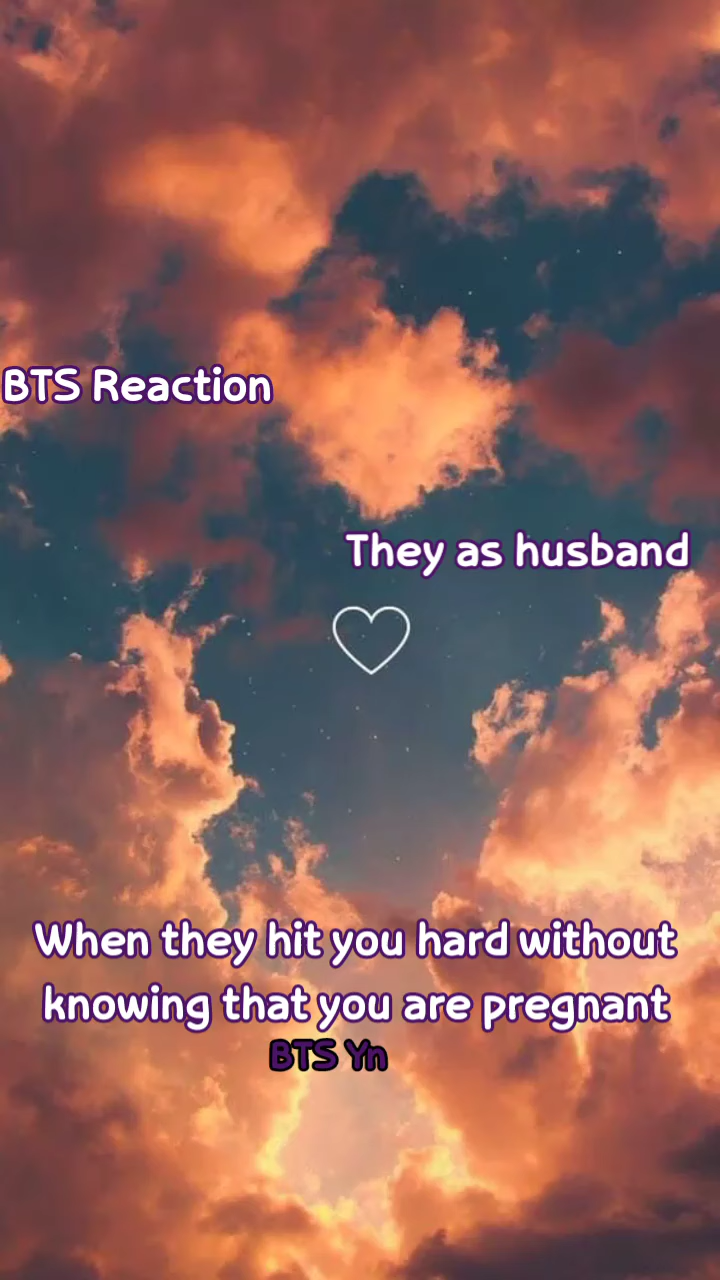 BTS Reaction
They as husband
When they hit you hard without
knowing that you are pregnant
BTS Yn